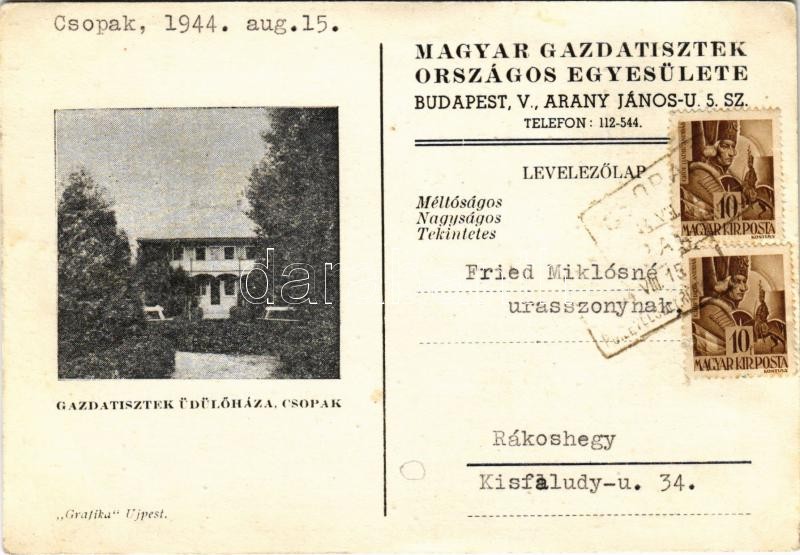 Csopak, 1944. aug.15.
GAZDATISZTEK ÜDÜLŐHÁZA, CSOPAK
„Grafika“ Ujpest.
MAGYAR GAZDATISZTEK
ORSZÁGOS EGYESÜLETE
BUDAPEST, V., ARANY JÁNOS-U. 5. SZ.
TELEFON: 112-544.
LEVELEZŐLAP
Méltóságos
Nagyságos
Tekintetes
Fried Miklósné
urasszonynak.
Rákoshegy
Kisfaludy-u. 34.
10
MAGYAR KIR POSTA
10
MAGYAR KIR POSTA